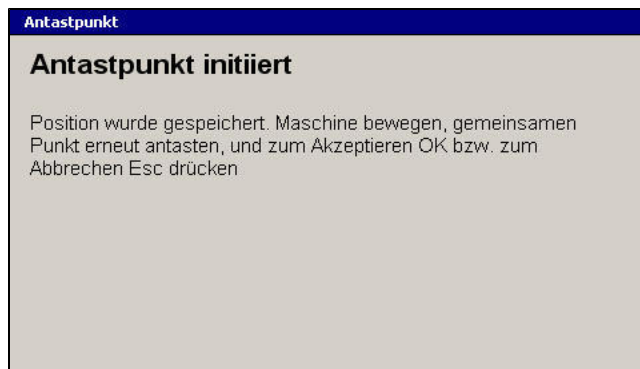 Antastpunkt
Antastpunkt initiiert
Position wurde gespeichert. Maschine bewegen, gemeinsamen
Punkt erneut antasten, und zum Akzeptieren OK bzw. zum
Abbrechen Esc drücken